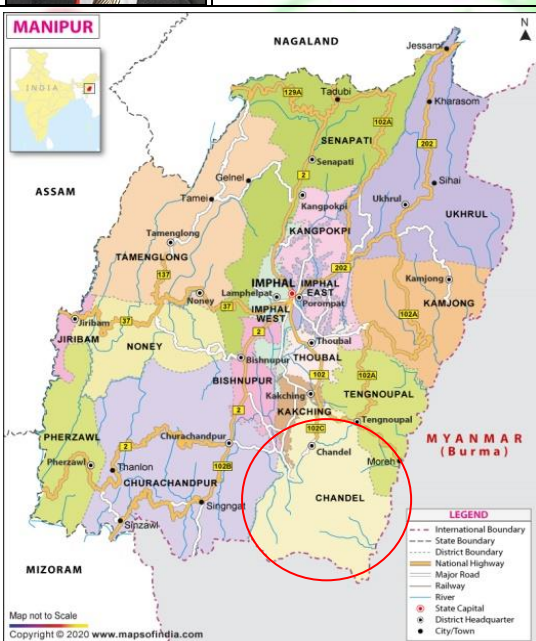 MANIPUR
N
NAGALAND
Jessami
INDIA
129A
Tadubi
102A
Kharasom
SENAPATI
202
2
Senapati
ASSAM
Gelnel
Sihai
Tamei
Kangpokpi
Ukhrul
UKHRUL
Tamenglong
KANGPOKPI
TAMENGLONG
202
137
IMPHAL
IMPHAL EAST
Kamjong
Lamphelpat
Porompat
KAMJONG
Noney
37
IMPHAL WEST
102A
Jiribam
37
JIRIBAM
NONEY
2
Thoubal
THOUBAL
Bishnupur
BISHNUPUR
102
102A
Kakching
TENGNOUPAL
KAKCHING
Tengnoupal
2
102C
PHERZAWL
Churachandpur
MYANMAR
(Burma)
2
Chandel
Pherzawl
Thanlon
102B
Moreh
CHURACHANDPUR
CHANDEL
Singngat
Sinzawl
MIZORAM
LEGEND
International Boundary
State Boundary
District Boundary
National Highway
Major Road
Railway
River
State Capital
District Headquarter
City/Town
Map not to Scale
Copyright © 2020 www.mapsofindia.com